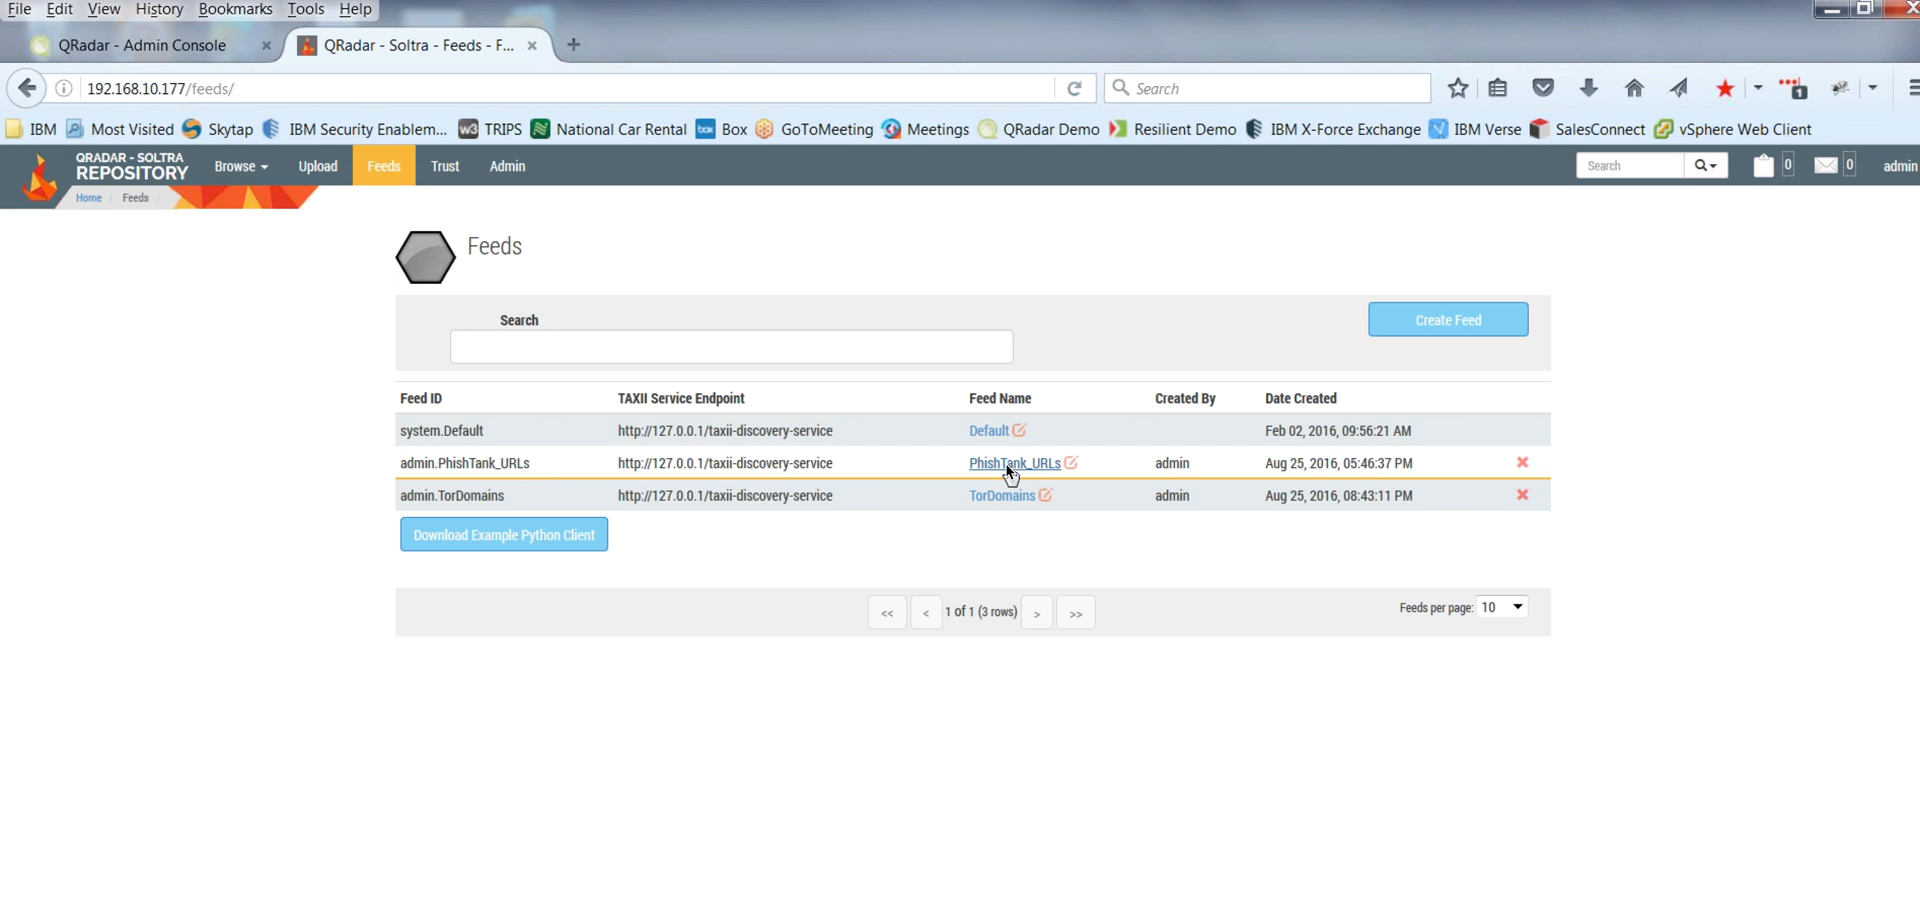 File Edit View History Bookmarks Tools Help
QRadar - Admin Console × QRadar - Soltra - Feeds - F... × +
192.168.10.177/feeds/ Search 1
IBM Most Visited Skytap IBM Security Enablem... w3 TRIPS National Car Rental box Box GoToMeeting Meetings QRadar Demo Resilient Demo IBM X-Force Exchange IBM Verse SalesConnect vSphere Web Client
QRADAR - SOLTRA
REPOSITORY
Browse Upload Feeds Trust Admin Search 0 0 admin
Home / Feeds /
Feeds
Search
Create Feed
Feed ID TAXII Service Endpoint Feed Name Created By Date Created
system.Default http://127.0.0.1/taxii-discovery-service Default Feb 02, 2016, 09:56:21 AM
admin.PhishTank_URLs http://127.0.0.1/taxii-discovery-service PhishTank_URLs admin Aug 25, 2016, 05:46:37 PM
admin.TorDomains http://127.0.0.1/taxii-discovery-service TorDomains admin Aug 25, 2016, 08:43:11 PM
Download Example Python Client
<< < 1 of 1 (3 rows) > >> Feeds per page: 10